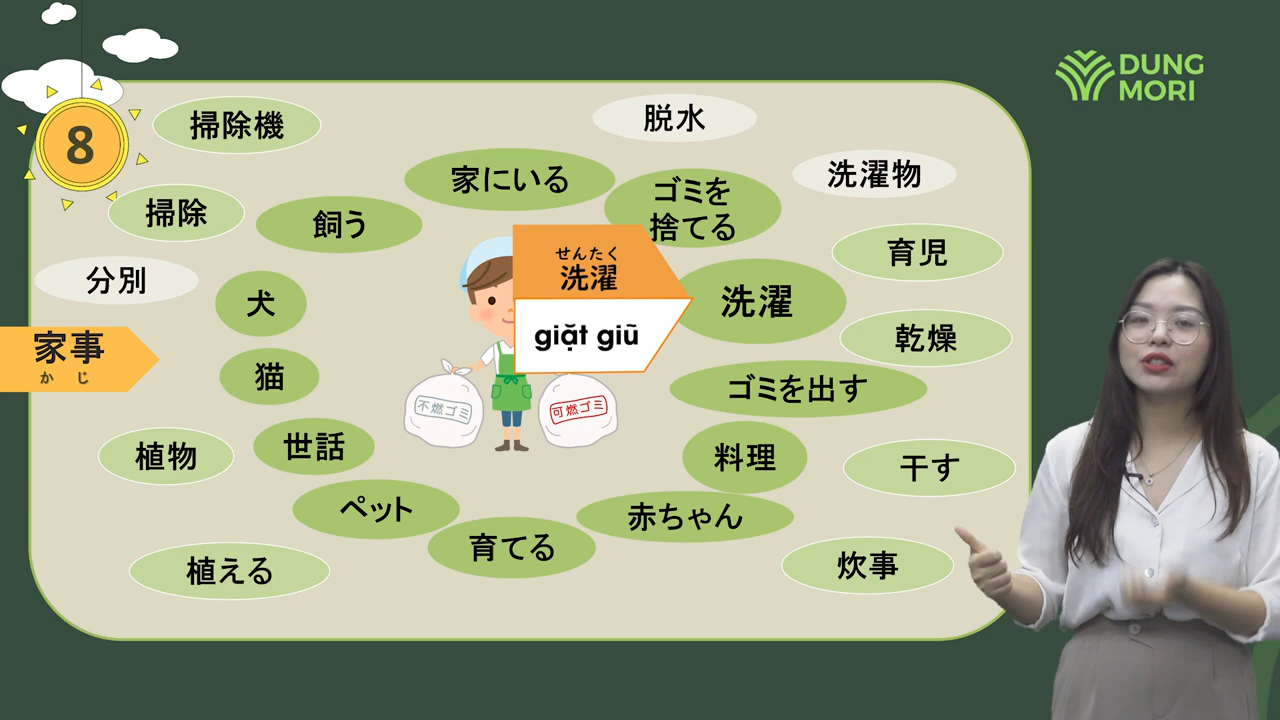 DUNG
MORI
8
掃除機
脱水
家にいる
ゴミを
捨てる
洗濯物
掃除
飼う
育児
せんたく
洗濯
giặt giũ
分別
犬
洗濯
乾燥
家事
かじ
猫
ゴミを出す
不燃ゴミ
可燃ゴミ
植物
世話
料理
干す
ペット
赤ちゃん
育てる
植える
炊事